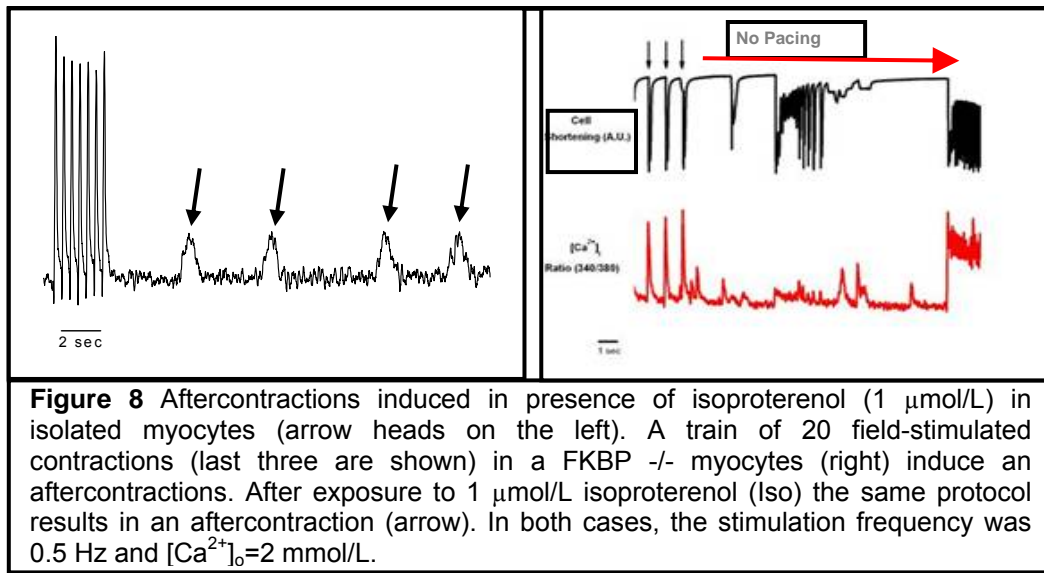 2 sec
No Pacing
Cell
Shortening (A.U.)
[Ca2+]i
Ratio (340/380)
1 sec
Figure 8 Aftercontractions induced in presence of isoproterenol (1 μmol/L) in
isolated myocytes (arrow heads on the left). A train of 20 field-stimulated
contractions (last three are shown) in a FKBP -/- myocytes (right) induce an
aftercontractions. After exposure to 1 μmol/L isoproterenol (Iso) the same protocol
results in an aftercontraction (arrow). In both cases, the stimulation frequency was
0.5 Hz and [Ca2+]o=2 mmol/L.